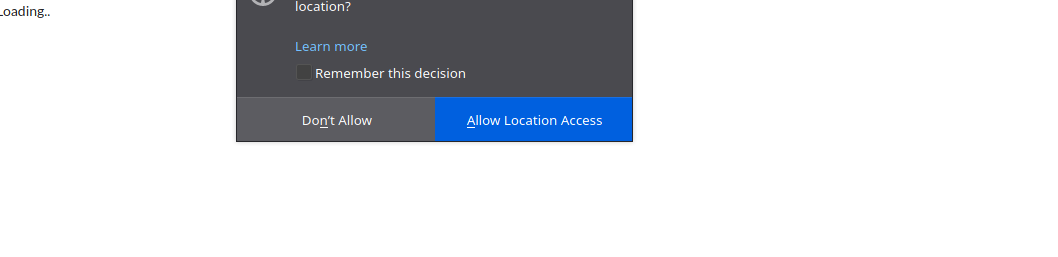 location?
Loading..
Learn more
Remember this decision
Don't Allow
Allow Location Access